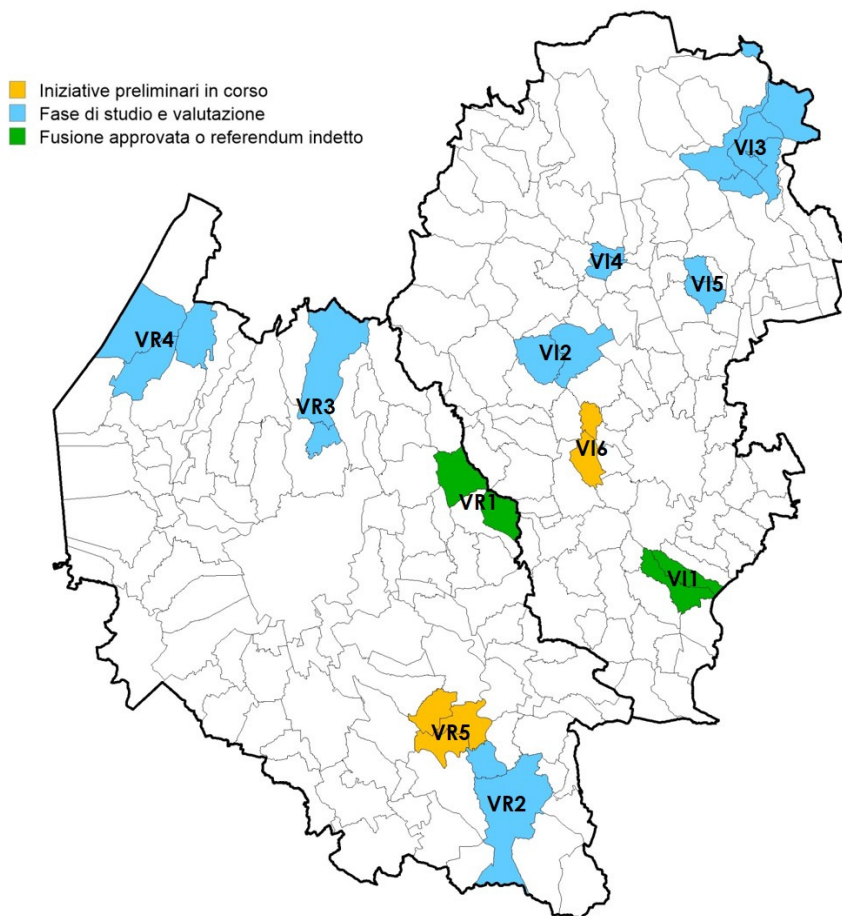 Iniziative preliminari in corso
Fase di studio e valutazione
Fusione approvata o referendum indetto
VI3
VI4
VI5
VR4
VI2
VR3
VI6
VR1
VI1
VR5
VR2